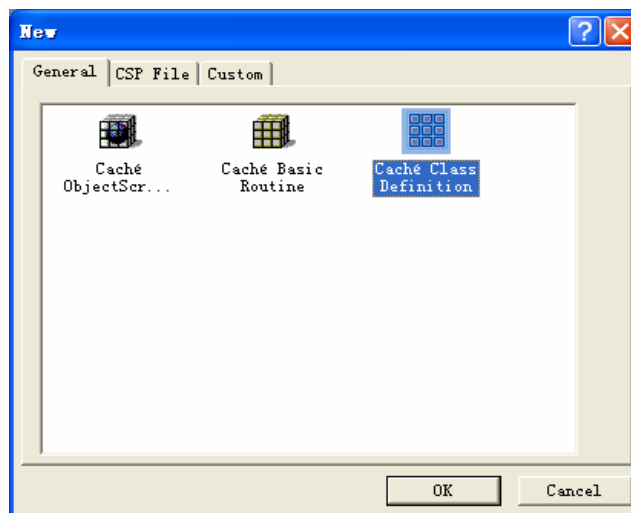 New
General CSP File Custom
Caché
ObjectScr...
Caché Basic
Routine
Caché Class
Definition
OK Cancel